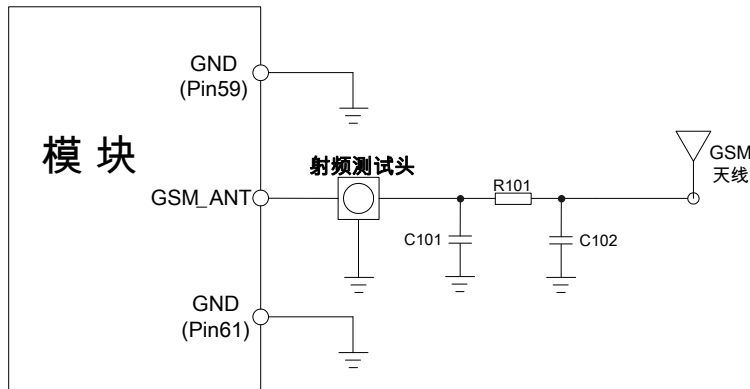 GND
(Pin59)
模 块
射频测试头
GSM_ANT
R101
GSM
天线
C101
C102
GND
(Pin61)